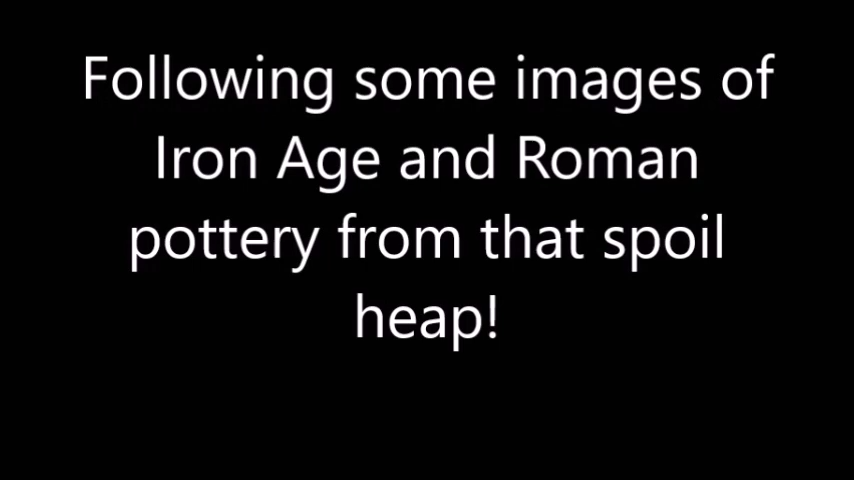 Following some images of
Iron Age and Roman
pottery from that spoil
heap!